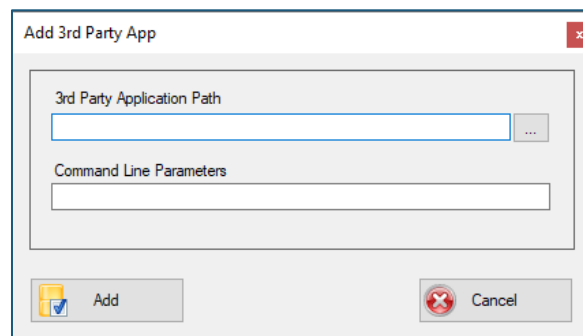 Add 3rd Party App
x
3rd Party Application Path
...
Command Line Parameters
Add
Cancel